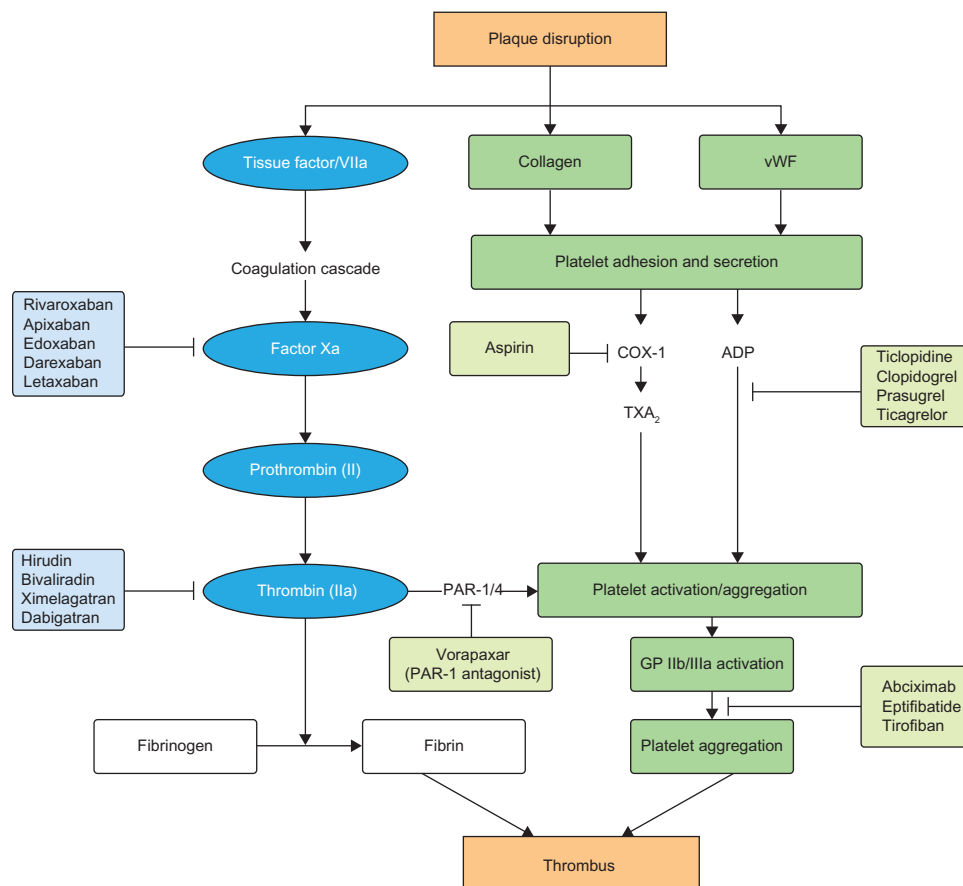 Plaque disruption
Tissue factor/VIIa
Collagen
vWF
Coagulation cascade
Platelet adhesion and secretion
Rivaroxaban
Apixaban
Edoxaban
Darexaban
Letaxaban
Factor Xa
Aspirin
COX-1
ADP
TXA2
Ticlopidine
Clopidogrel
Prasugrel
Ticagrelor
Prothrombin (II)
Hirudin
Bivaliradin
Ximelagatran
Dabigatran
Thrombin (IIa)
PAR-1/4
Platelet activation/aggregation
Vorapaxar
(PAR-1 antagonist)
GP IIb/IIIa activation
Abciximab
Eptifibatide
Tirofiban
Fibrinogen
Fibrin
Platelet aggregation
Thrombus